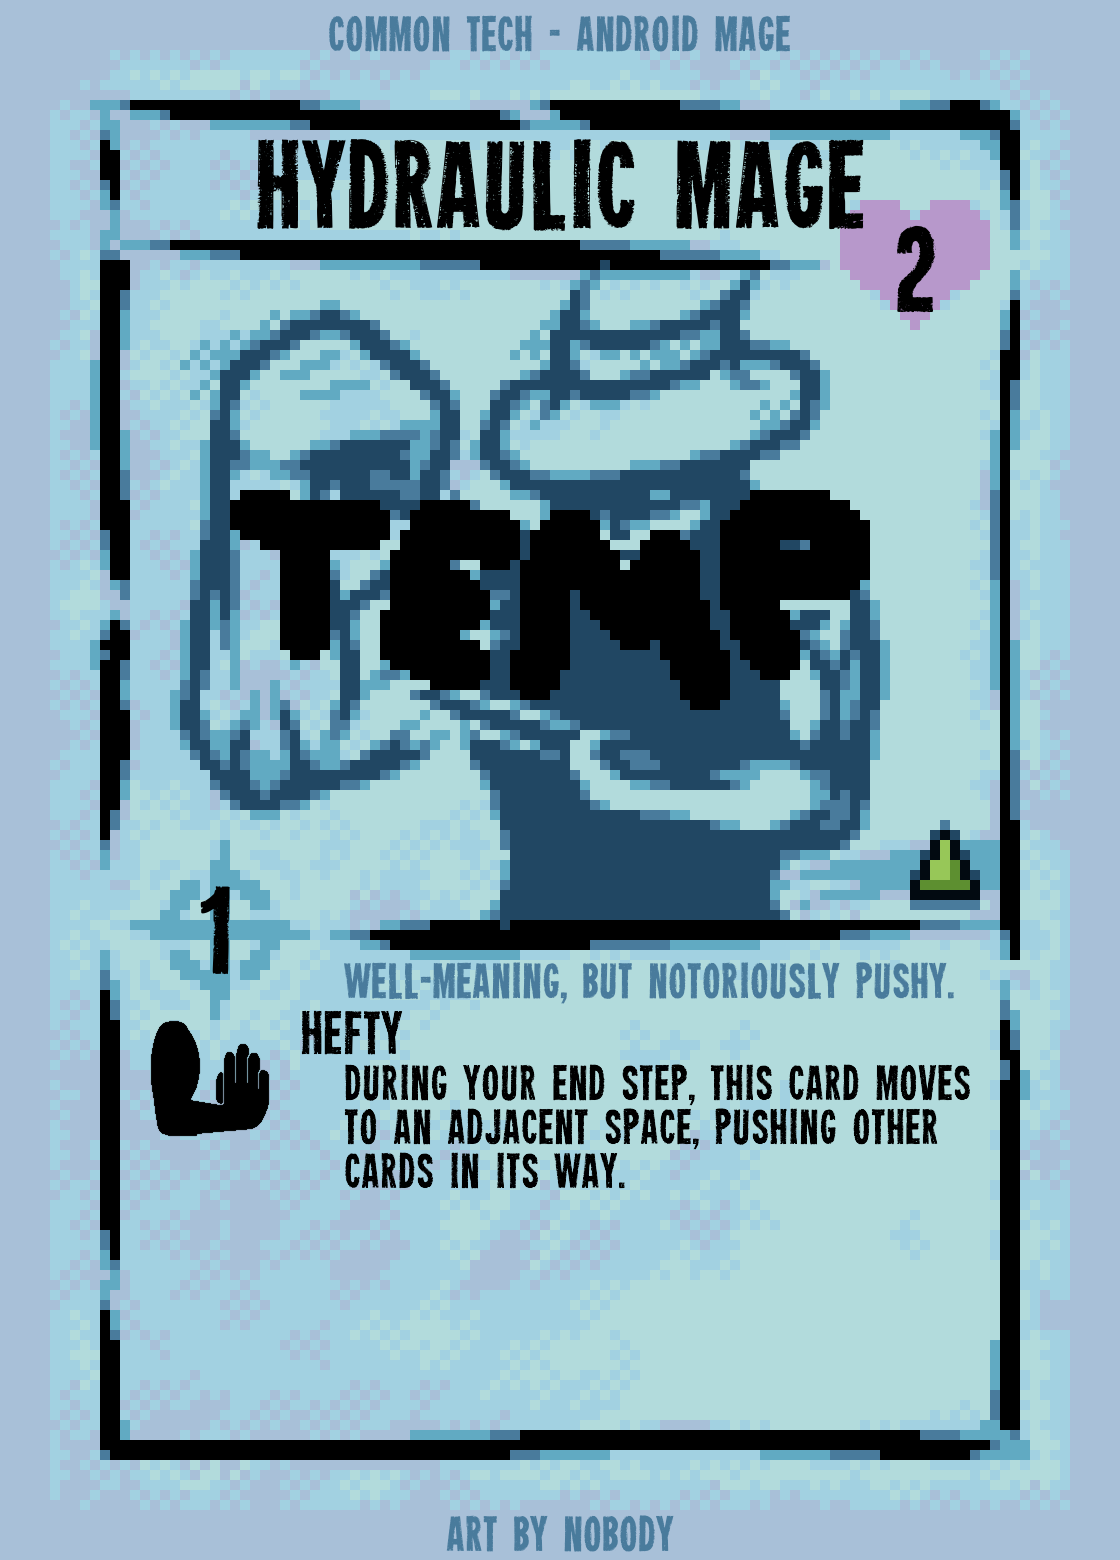 COMMON TECH - ANDROID MAGE
HYDRAULIC MAGE
2
TEMP
1
WELL-MEANING, BUT NOTORIOUSLY PUSHY.
HEFTY
DURING YOUR END STEP, THIS CARD MOVES
TO AN ADJACENT SPACE, PUSHING OTHER
CARDS IN ITS WAY.
ART BY NOBODY